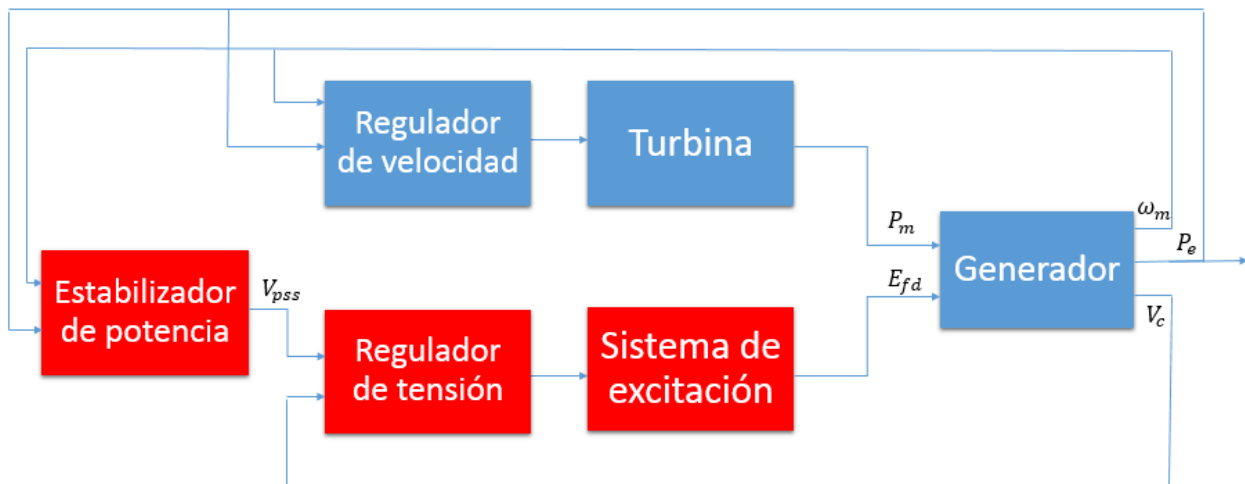 Regulador
de velocidad
Turbina
P_m
ω_m
P_e
Generador
E_fd
V_c
Estabilizador
de potencia
V_pss
Regulador
de tensión
Sistema de
excitación